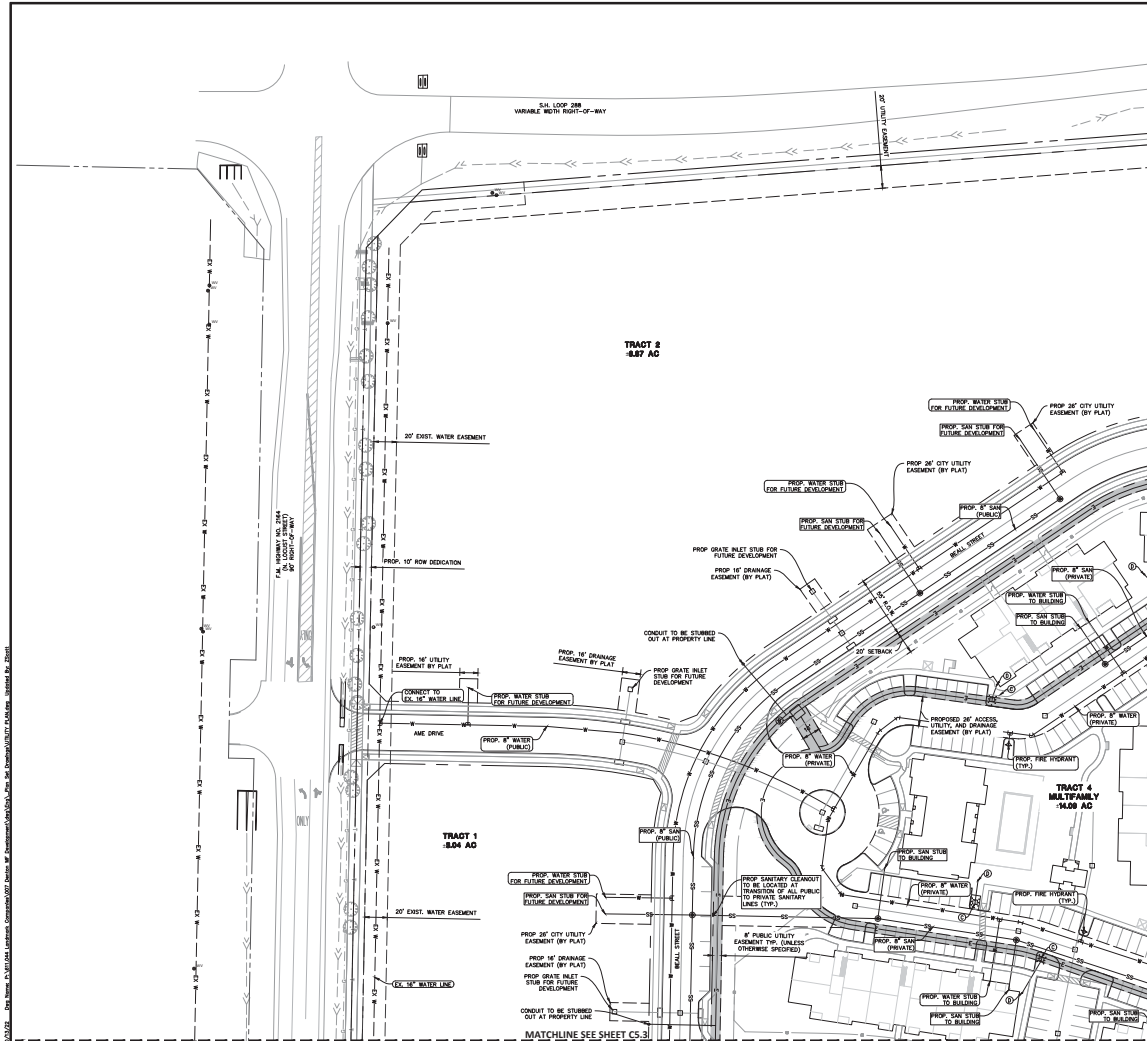 S.H. LOOP 288
VARIABLE WIDTH RIGHT-OF-WAY
20' UTILITY EASEMENT
TRACT 2
20' EXIST. WATER EASEMENT
F.M. HIGHWAY NO. 2164
(N. LOCUST STREET)
90' RIGHT-OF-WAY
PROP. 10' ROW DEDICATION
PROP. WATER STUB
FOR FUTURE DEVELOPMENT
PROP 26' CITY UTILITY
EASEMENT (BY PLAT)
PROP. SAN STUB FOR
FUTURE DEVELOPMENT
PROP 26' CITY UTILITY
EASEMENT (BY PLAT)
PROP. WATER STUB
FOR FUTURE DEVELOPMENT
PROP. 8" SAN
(PUBLIC)
PROP. SAN STUB FOR
FUTURE DEVELOPMENT
BEALL STREET
PROP GRATE INLET STUB FOR
FUTURE DEVELOPMENT
PROP 16' DRAINAGE
EASEMENT (BY PLAT)
55' R.O.W.
PROP. 8" SAN
(PRIVATE)
PROP. WATER STUB
TO BUILDING
PROP. SAN STUB
TO BUILDING
CONDUIT TO BE STUBBED
OUT AT PROPERTY LINE
20' SETBACK
PROP. 16' UTILITY
EASEMENT BY PLAT
PROP. 16' DRAINAGE
EASEMENT BY PLAT
PROP GRATE INLET
STUB FOR FUTURE
DEVELOPMENT
CONNECT TO
EX. 16" WATER LINE
PROP. WATER STUB
FOR FUTURE DEVELOPMENT
AME DRIVE
PROP. 8" WATER
(PUBLIC)
PROPOSED 26' ACCESS,
UTILITY, AND DRAINAGE
EASEMENT (BY PLAT)
PROP. 8" WATER
(PRIVATE)
PROP. 8" WATER
(PRIVATE)
PROP. FIRE HYDRANT
(TYP.)
TRACT 4
MULTIFAMILY
ONLY
ONLY
TRACT 1
PROP. 8" SAN
(PUBLIC)
PROP. SAN STUB
TO BUILDING
PROP. WATER STUB
FOR FUTURE DEVELOPMENT
PROP. SAN STUB FOR
FUTURE DEVELOPMENT
PROP SANITARY CLEANOUT
TO BE LOCATED AT
TRANSITION OF ALL PUBLIC
TO PRIVATE SANITARY
LINES (TYP.)
PROP. 8" WATER
(PRIVATE)
PROP. FIRE HYDRANT
(TYP.)
20' EXIST. WATER EASEMENT
PROP 26' CITY UTILITY
EASEMENT (BY PLAT)
BEALL STREET
8' PUBLIC UTILITY
EASEMENT TYP. (UNLESS
OTHERWISE SPECIFIED)
PROP. 8" SAN
(PRIVATE)
PROP 16' DRAINAGE
EASEMENT (BY PLAT)
PROP GRATE INLET
STUB FOR FUTURE
DEVELOPMENT
EX. 16" WATER LINE
PROP. WATER STUB
TO BUILDING
PROP. SAN STUB
TO BUILDING
PROP. SAN STUB
TO BUILDING
CONDUIT TO BE STUBBED
OUT AT PROPERTY LINE
MATCHLINE SEE SHEET C5.3